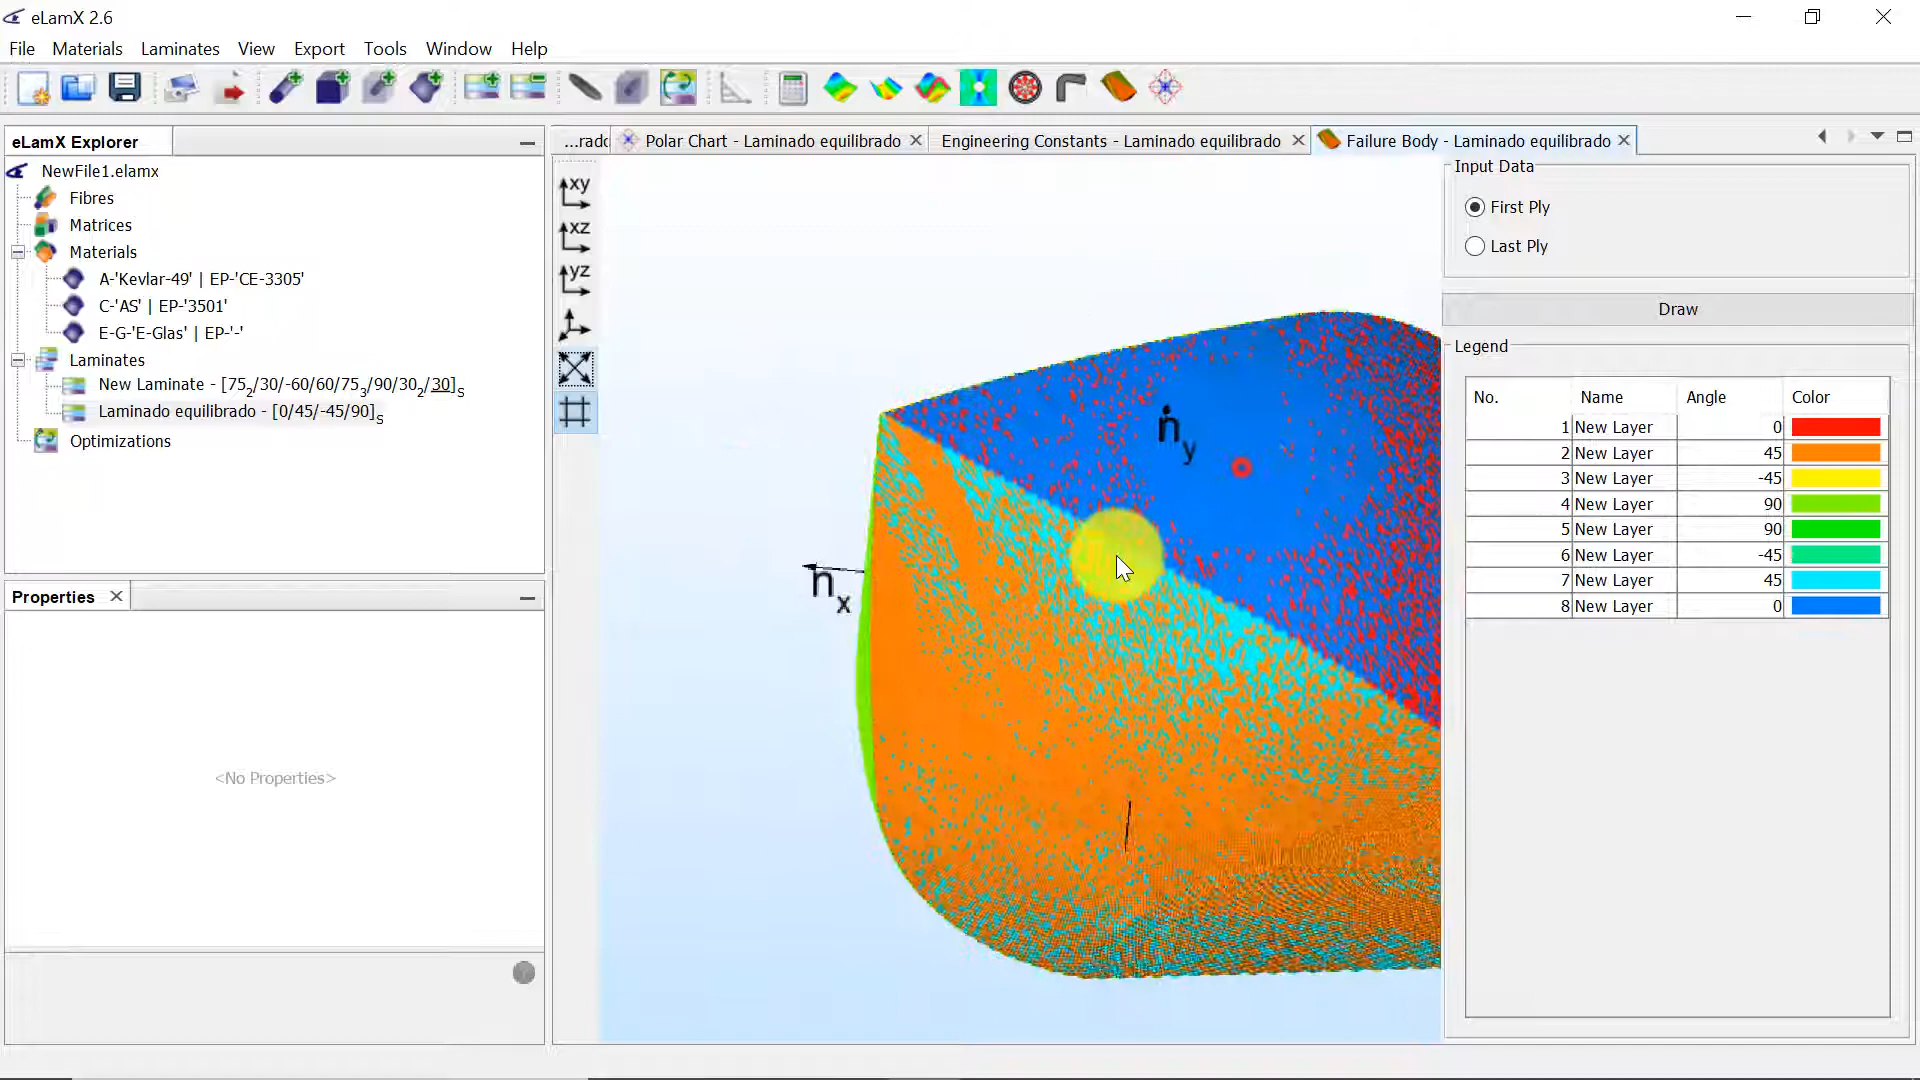 eLamX 2.6
File Materials Laminates View Export Tools Window Help
eLamX Explorer
NewFile1.elamx
Fibres
Matrices
Materials
A-'Kevlar-49' | EP-'CE-3305'
C-'AS' | EP-'3501'
E-G-'E-Glas' | EP-'-'
Laminates
New Laminate - [75₂/30/-60/60/75₃/90/30₂/30]ₛ
Laminado equilibrado - [0/45/-45/90]ₛ
Optimizations
Properties
<No Properties>
...rado Polar Chart - Laminado equilibrado Engineering Constants - Laminado equilibrado Failure Body - Laminado equilibrado
xy
xz
yz
n y
n x
Input Data
First Ply
Last Ply
Draw
Legend
No. Name Angle Color
1 New Layer 0
2 New Layer 45
3 New Layer -45
4 New Layer 90
5 New Layer 90
6 New Layer -45
7 New Layer 45
8 New Layer 0